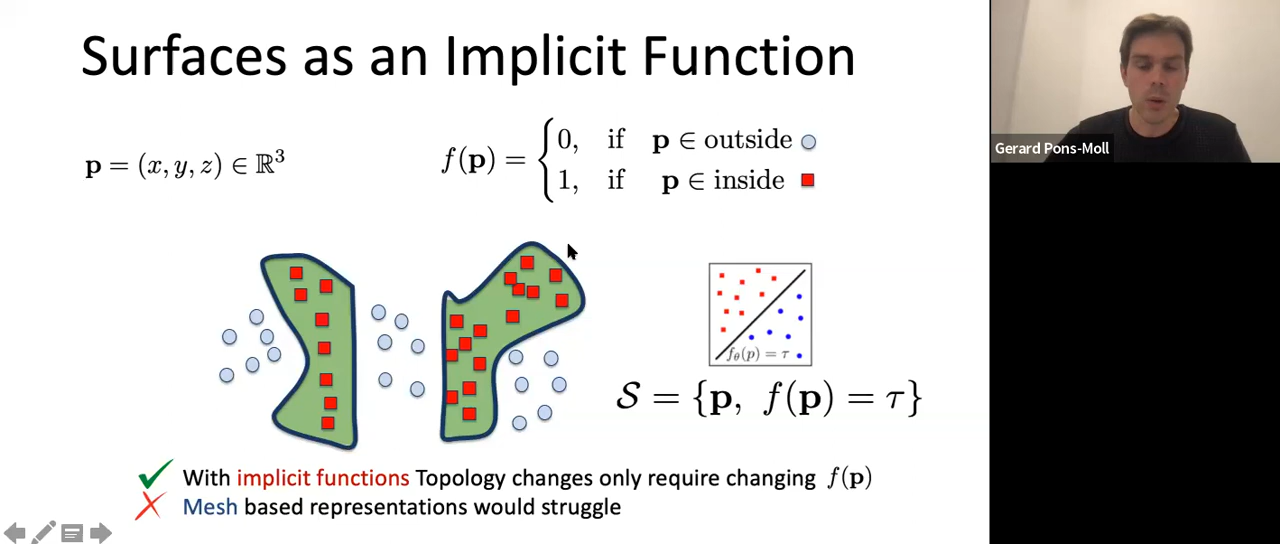 Surfaces as an Implicit Function
p = (x, y, z) ∈ ℝ³
f(p) = { 0, if p ∈ outside
1, if p ∈ inside
Gerard Pons-Moll
f_θ(p) = τ
S = {p, f(p) = τ}
With implicit functions Topology changes only require changing f(p)
Mesh based representations would struggle